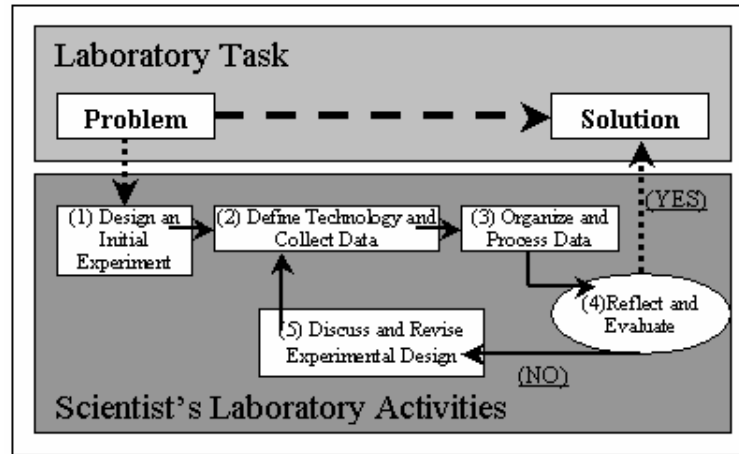 Laboratory Task
Problem
Solution
(YES)
(1) Design an
Initial
Experiment
(2) Define Technology and
Collect Data
(3) Organize and
Process Data
(4)Reflect and
Evaluate
(5) Discuss and Revise
Experimental Design
(NO)
Scientist's Laboratory Activities